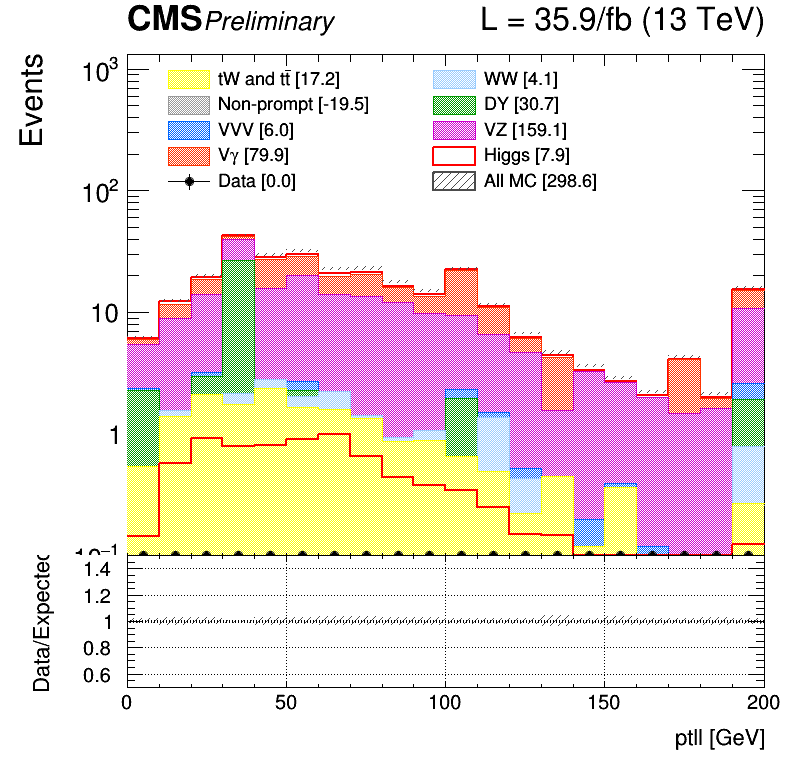 CMS Preliminary L = 35.9/fb (13 TeV)
Events
10³
10²
10
1
10⁻¹
tW and tt̄ [17.2]
Non-prompt [-19.5]
VVV [6.0]
Vγ [79.9]
Data [0.0]
WW [4.1]
DY [30.7]
VZ [159.1]
Higgs [7.9]
All MC [298.6]
Data/Expected
1.4
1.2
1
0.8
0.6
0 50 100 150 200
ptll [GeV]